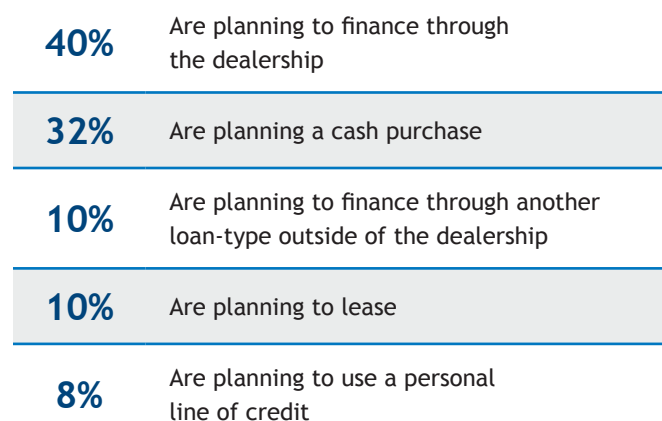 40%
Are planning to finance through
the dealership
32%
Are planning a cash purchase
10%
Are planning to finance through another
loan-type outside of the dealership
10%
Are planning to lease
8%
Are planning to use a personal
line of credit